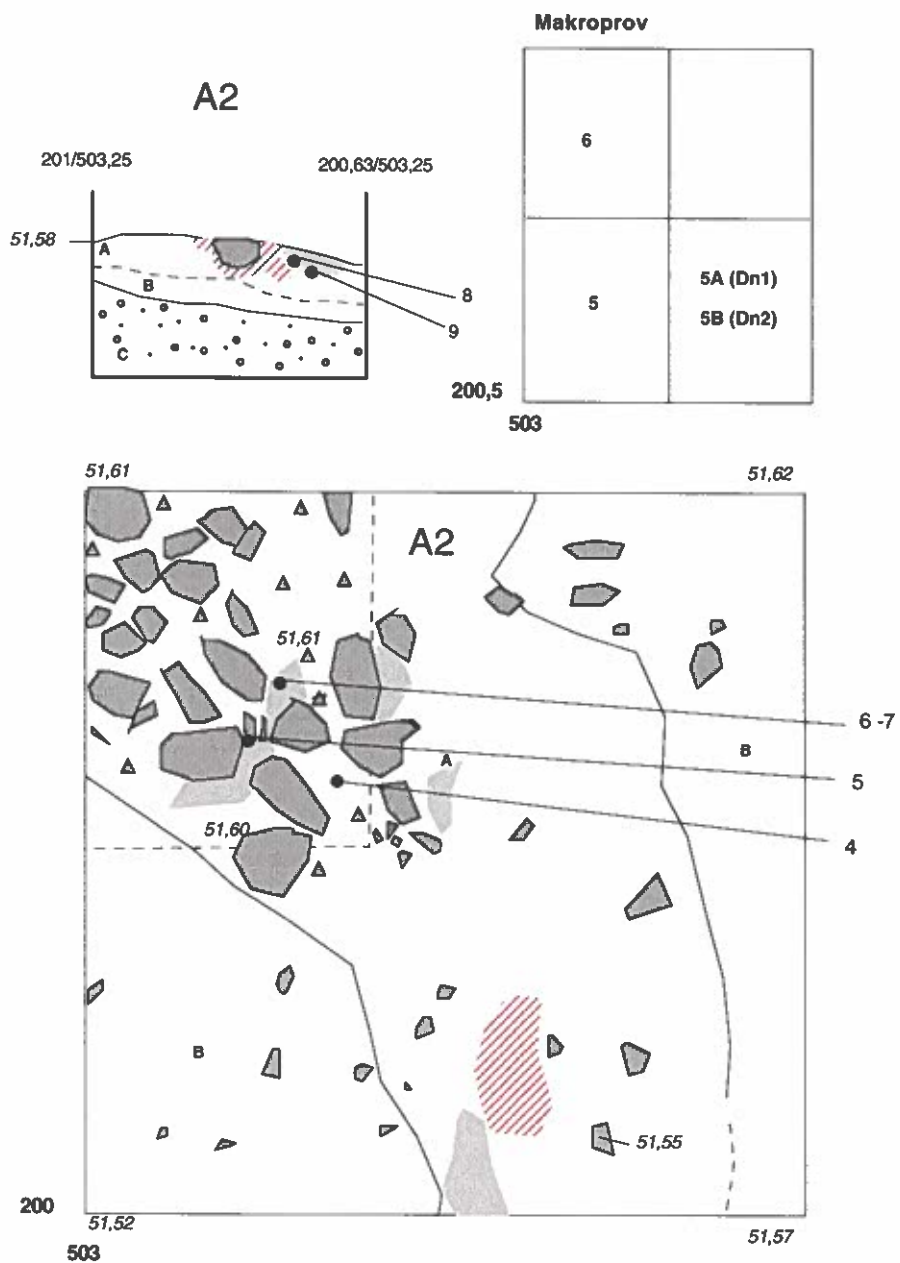 Makroprov
A2
201/503,25
200,63/503,25
51,58
A
B
C
8
9
6
5
5A (Dn1)
5B (Dn2)
200,5
503
51,61
51,62
A2
51,61
6 -7
A
B
5
51,60
4
B
51,55
200
51,52
51,57
503